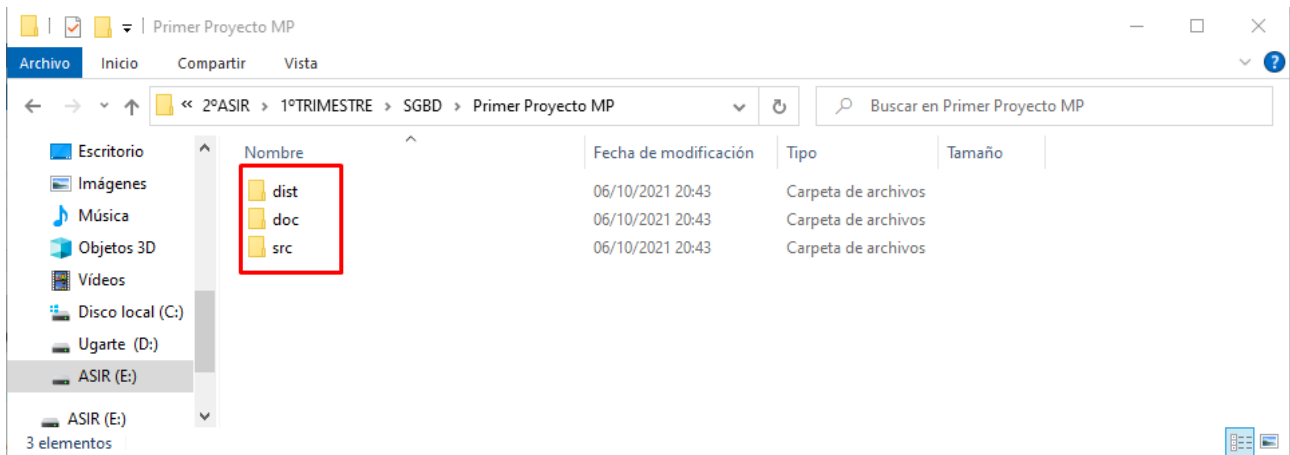 Primer Proyecto MP
Archivo Inicio Compartir Vista
« 2ºASIR > 1ºTRIMESTRE > SGBD > Primer Proyecto MP Buscar en Primer Proyecto MP
Escritorio Nombre Fecha de modificación Tipo Tamaño
Imágenes dist 06/10/2021 20:43 Carpeta de archivos
Música doc 06/10/2021 20:43 Carpeta de archivos
Objetos 3D src 06/10/2021 20:43 Carpeta de archivos
Vídeos
Disco local (C:)
Ugarte (D:)
ASIR (E:)
ASIR (E:)
3 elementos